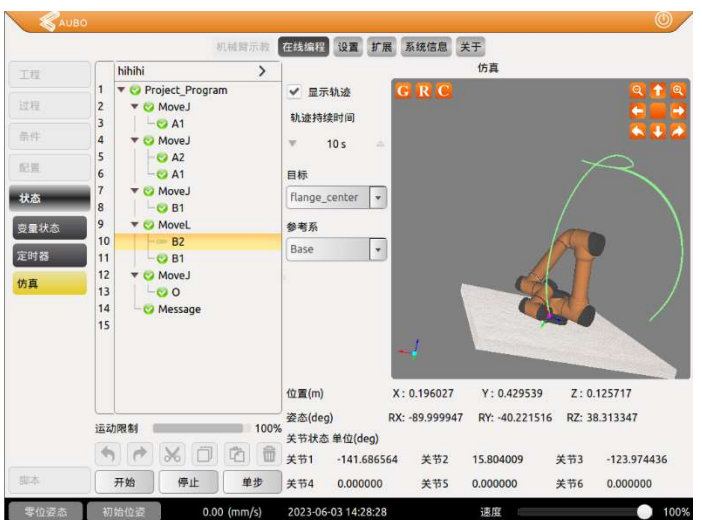 AUBO
机械臂示教 在线编程 设置 扩展 系统信息 关于
工程
过程
条件
配置
状态
变量状态
定时器
仿真
脚本
hihihi >
1 Project_Program
2 MoveJ
3 A1
4 MoveJ
5 A2
6 A1
7 MoveJ
8 B1
9 MoveL
10 B2
11 B1
12 MoveJ
13 O
14 Message
15
运动限制 100%
开始 停止 单步
仿真
显示轨迹
轨迹持续时间
10 s
目标
flange_center
参考系
Base
G R C
位置(m) X : 0.196027 Y : 0.429539 Z : 0.125717
姿态(deg) RX: -89.999947 RY: -40.221516 RZ: 38.313347
关节状态 单位(deg)
关节1 -141.686564 关节2 15.804009 关节3 -123.974436
关节4 0.000000 关节5 0.000000 关节6 0.000000
零位姿态 初始位姿 0.00 (mm/s) 2023-06-03 14:28:28 速度 100%